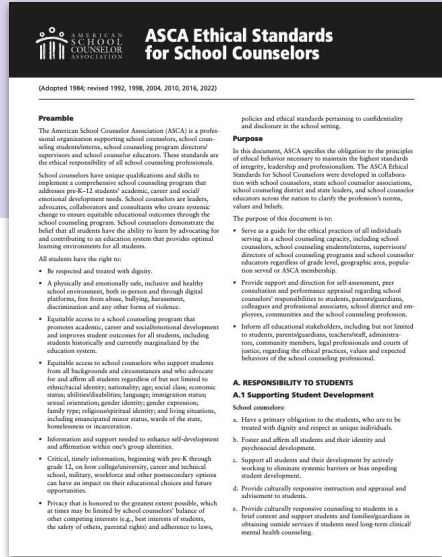 AMERICAN
SCHOOL
COUNSELOR
ASSOCIATION
ASCA Ethical Standards
for School Counselors
(Adopted 1984; revised 1992, 1998, 2004, 2010, 2016, 2022)
Preamble
The American School Counselor Association (ASCA) is a profes-
sional organization supporting school counselors, school coun-
seling students/interns, school counseling program directors/
supervisors and school counselor educators. These standards are
the ethical responsibility of all school counseling professionals.
School counselors have unique qualifications and skills to
implement a comprehensive school counseling program that
addresses pre-K–12 students' academic, career and social/
emotional development needs. School counselors are leaders,
advocates, collaborators and consultants who create systemic
change to ensure equitable educational outcomes through the
school counseling program. School counselors demonstrate the
belief that all students have the ability to learn by advocating for
and contributing to an education system that provides optimal
learning environments for all students.
All students have the right to:
• Be respected and treated with dignity.
• A physically and emotionally safe, inclusive and healthy
school environment, both in-person and through digital
platforms, free from abuse, bullying, harassment,
discrimination and any other forms of violence.
• Equitable access to a school counseling program that
promotes academic, career and social/emotional development
and improves student outcomes for all students, including
students historically and currently marginalized by the
education system.
• Equitable access to school counselors who support students
from all backgrounds and circumstances and who advocate
for and affirm all students regardless of but not limited to
ethnic/racial identity; nationality; age; social class; economic
status; abilities/disabilities; language; immigration status;
sexual orientation; gender identity; gender expression;
family type; religious/spiritual identity; and living situations,
including emancipated minor status, wards of the state,
homelessness or incarceration.
• Information and support needed to enhance self-development
and affirmation within one's group identities.
• Critical, timely information, beginning with pre-K through
grade 12, on how college/university, career and technical
school, military, workforce and other postsecondary options
can have an impact on their educational choices and future
opportunities.
• Privacy that is honored to the greatest extent possible, which
at times may be limited by school counselors' balance of
other competing interests (e.g., best interests of students,
the safety of others, parental rights) and adherence to laws,
policies and ethical standards pertaining to confidentiality
and disclosure in the school setting.
Purpose
In this document, ASCA specifies the obligation to the principles
of ethical behavior necessary to maintain the highest standards
of integrity, leadership and professionalism. The ASCA Ethical
Standards for School Counselors were developed in collabora-
tion with school counselors, state school counselor associations,
school counseling district and state leaders, and school counselor
educators across the nation to clarify the profession's norms,
values and beliefs.
The purpose of this document is to:
• Serve as a guide for the ethical practices of all individuals
serving in a school counseling capacity, including school
counselors, school counseling students/interns, supervisors/
directors of school counseling programs and school counselor
educators regardless of grade level, geographic area, popula-
tion served or ASCA membership.
• Provide support and direction for self-assessment, peer
consultation and performance appraisal regarding school
counselors' responsibilities to students, parents/guardians,
colleagues and professional associates, school district and em-
ployees, communities and the school counseling profession.
• Inform all educational stakeholders, including but not limited
to students, parents/guardians, teachers/staff, administra-
tors, community members, legal professionals and courts of
justice, regarding the ethical practices, values and expected
behaviors of the school counseling professional.
A. RESPONSIBILITY TO STUDENTS
A.1 Supporting Student Development
School counselors:
a. Have a primary obligation to the students, who are to be
treated with dignity and respect as unique individuals.
b. Foster and affirm all students and their identity and
psychosocial development.
c. Support all students and their development by actively
working to eliminate systemic barriers or bias impeding
student development.
d. Provide culturally responsive instruction and appraisal and
advisement to students.
e. Provide culturally responsive counseling to students in a
brief context and support students and families/guardians in
obtaining outside services if students need long-term clinical/
mental health counseling.